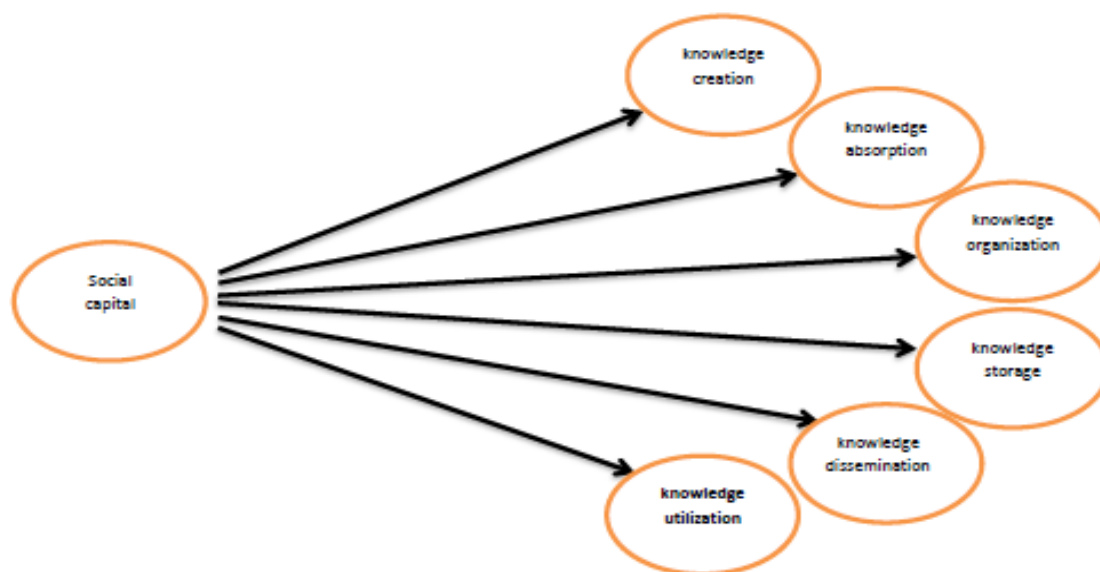 knowledge
creation
knowledge
absorption
knowledge
organization
Social
capital
knowledge
storage
knowledge
dissemination
knowledge
utilization